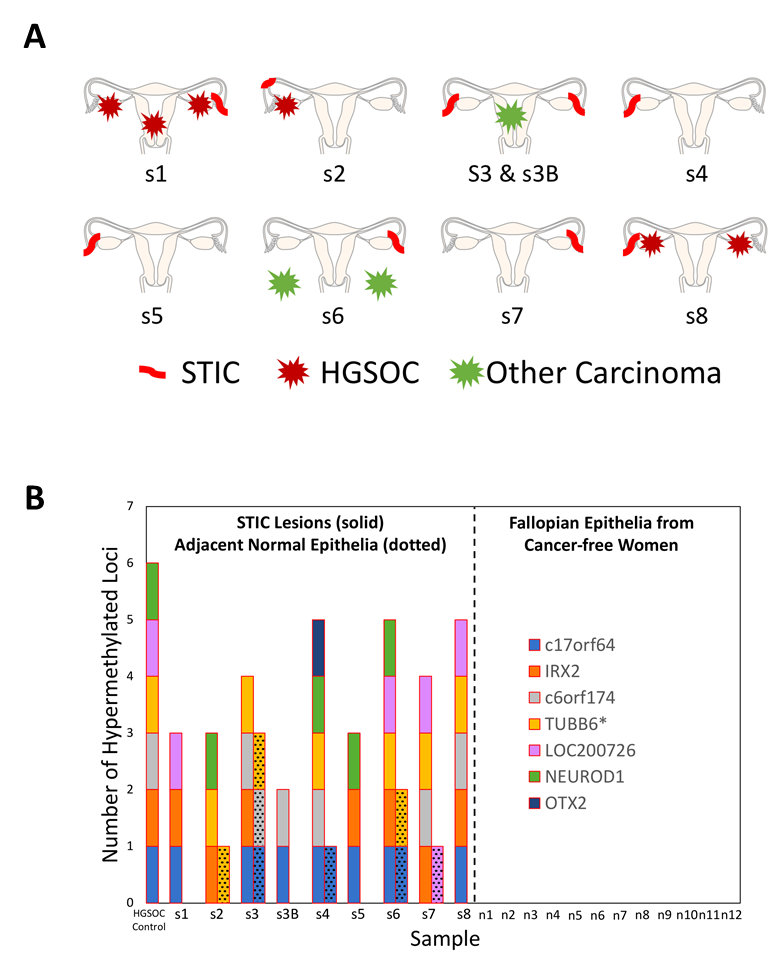 A
s1
s2
S3 & s3B
s4
s5
s6
s7
s8
STIC
HGSOC
Other Carcinoma
B
7
6
5
4
3
2
1
0
Number of Hypermethylated Loci
STIC Lesions (solid)
Adjacent Normal Epithelia (dotted)
Fallopian Epithelia from
Cancer-free Women
c17orf64
IRX2
c6orf174
TUBB6*
LOC200726
NEUROD1
OTX2
HGSOC
Control
s1 s2 s3 s3B s4 s5 s6 s7 s8 n1 n2 n3 n4 n5 n6 n7 n8 n9 n10 n11 n12
Sample